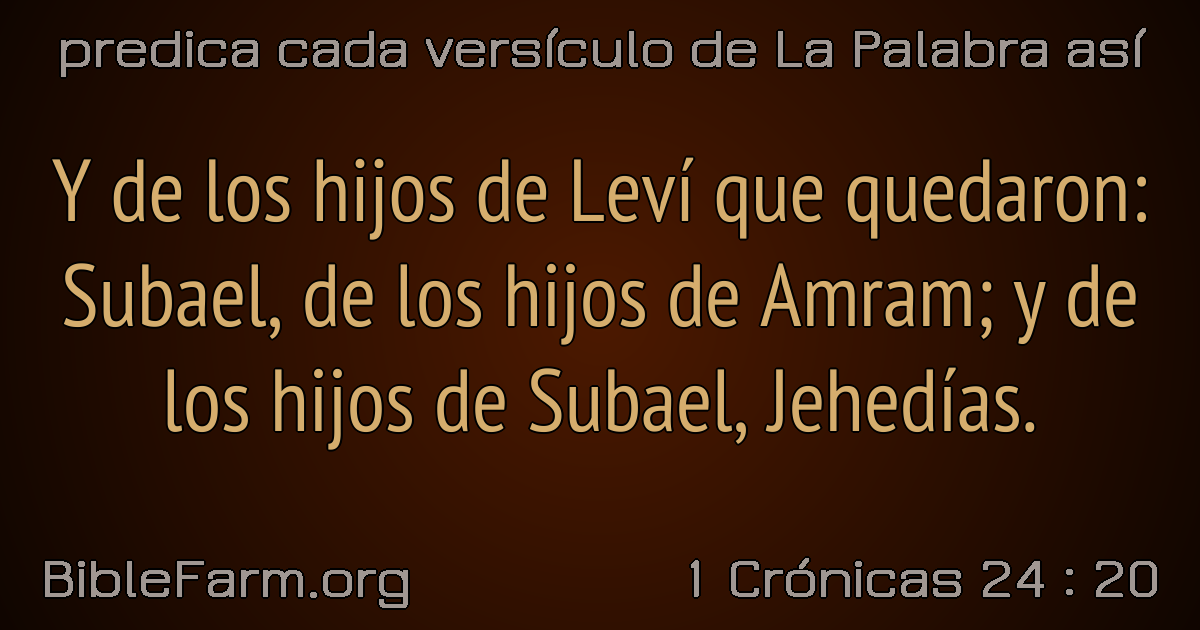 predica cada versículo de La Palabra así
Y de los hijos de Leví que quedaron:
Subael, de los hijos de Amram; y de
los hijos de Subael, Jehedías.
BibleFarm.org
1 Crónicas 24 : 20